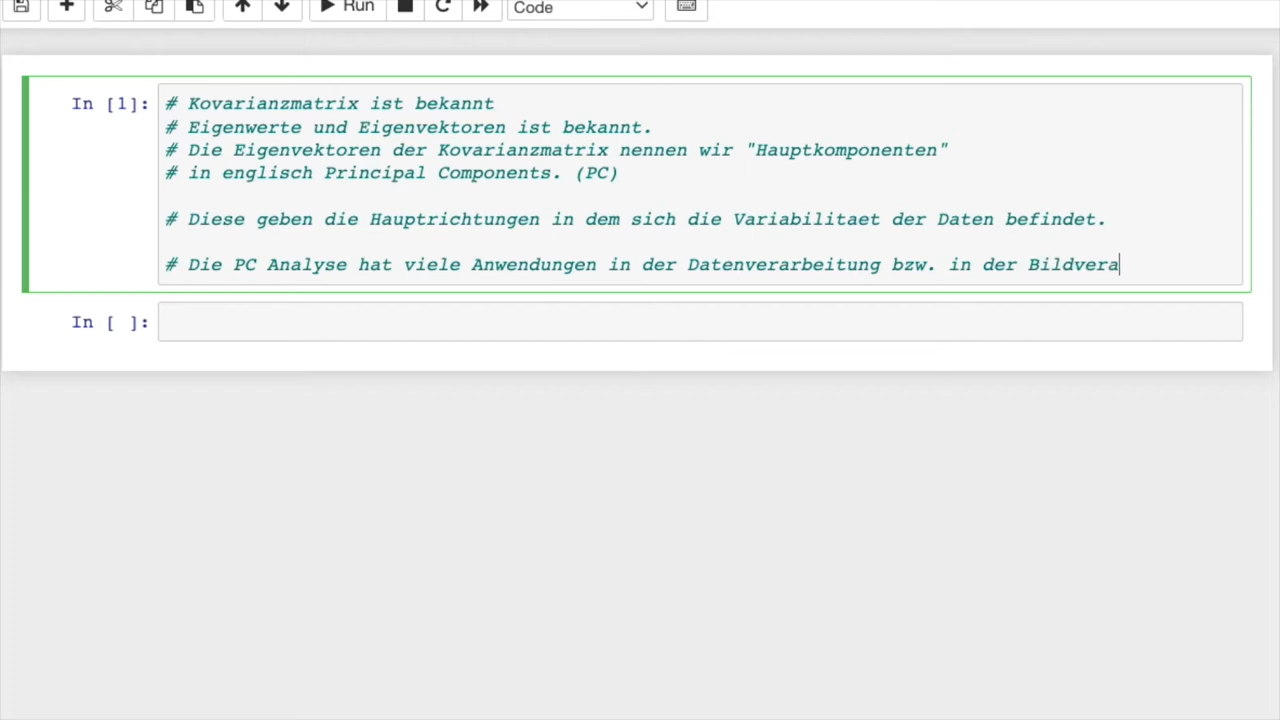 Run
Code
In [1]:
# Kovarianzmatrix ist bekannt
# Eigenwerte und Eigenvektoren ist bekannt.
# Die Eigenvektoren der Kovarianzmatrix nennen wir "Hauptkomponenten"
# in englisch Principal Components. (PC)
# Diese geben die Hauptrichtungen in dem sich die Variabilitaet der Daten befindet.
# Die PC Analyse hat viele Anwendungen in der Datenverarbeitung bzw. in der Bildvera
In [ ]: